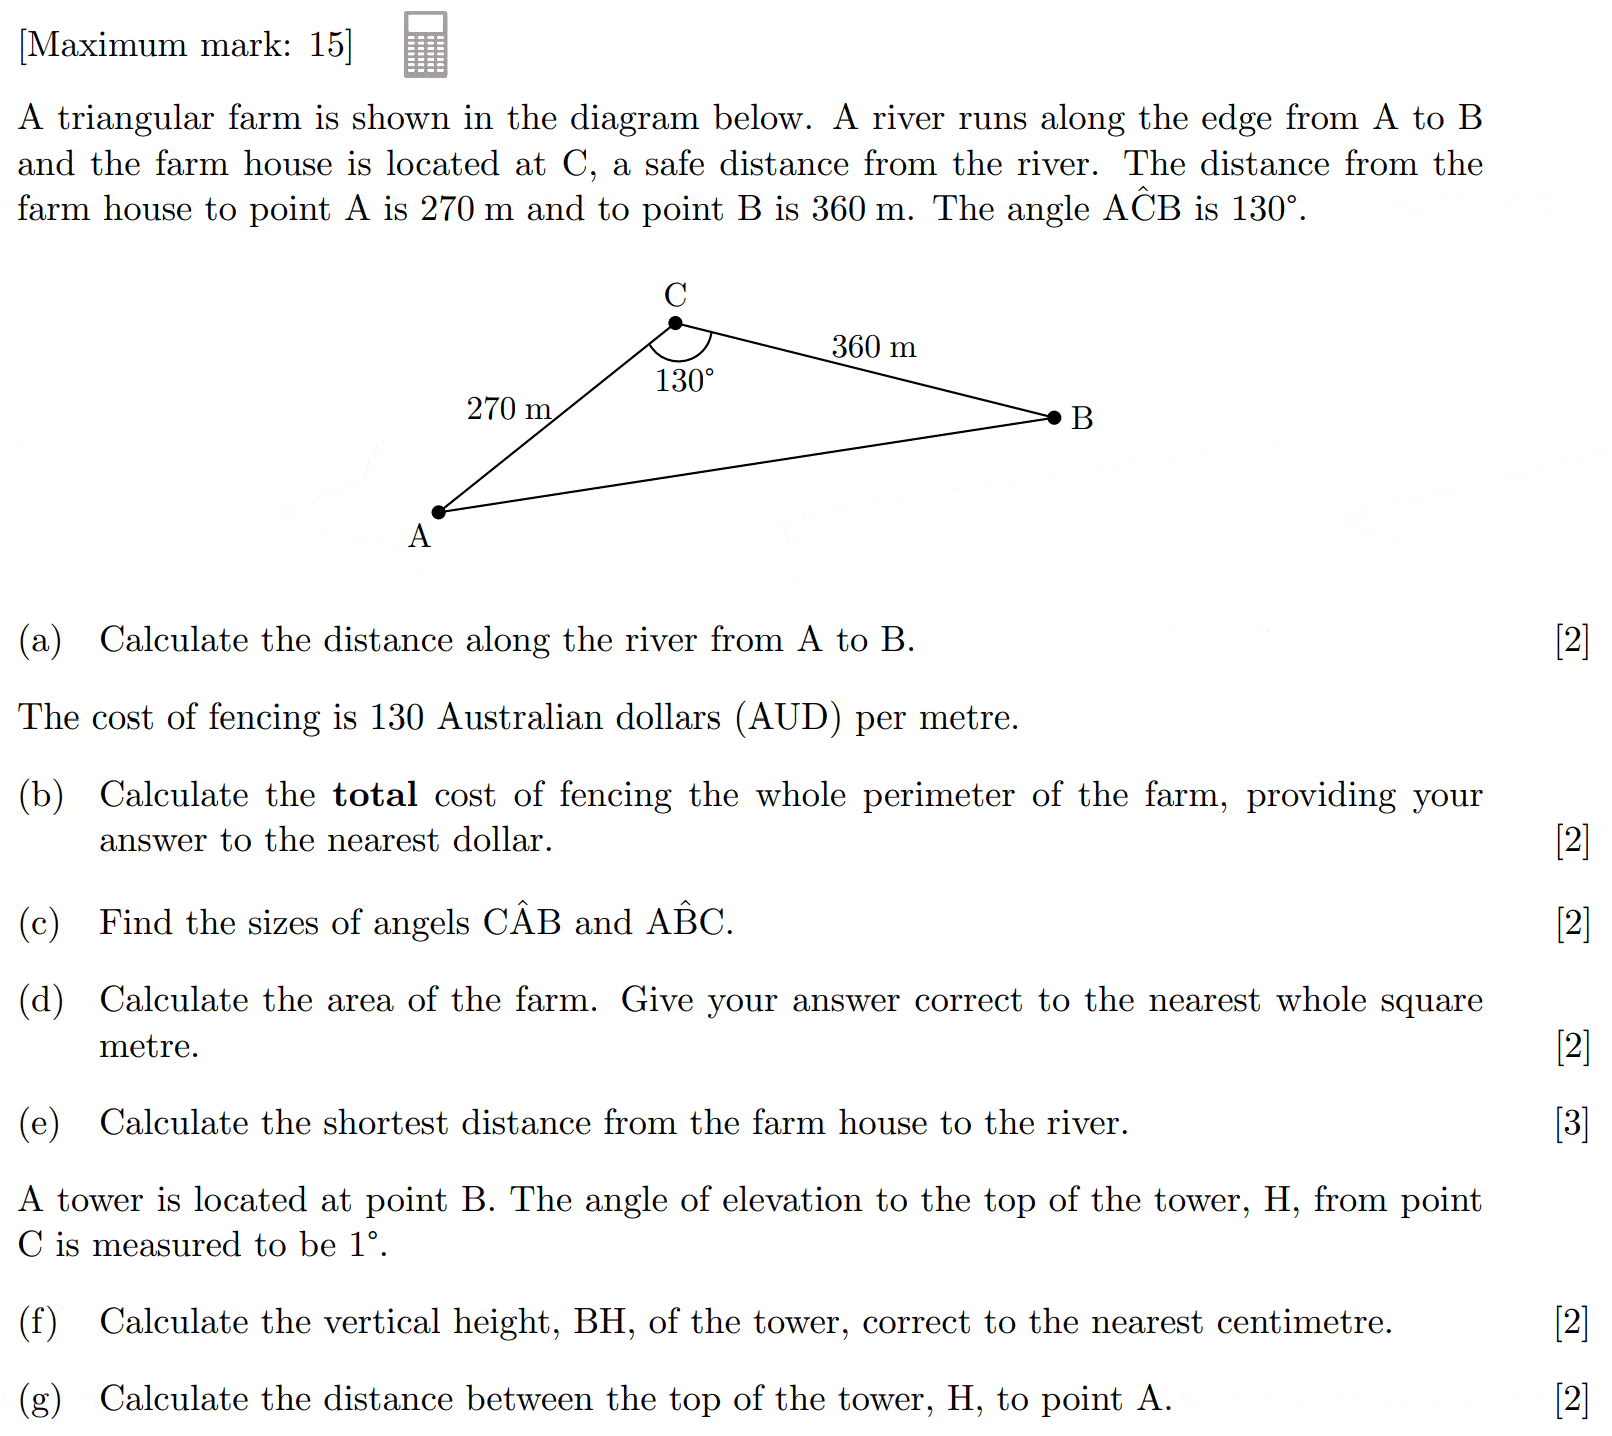 [Maximum mark: 15]
A triangular farm is shown in the diagram below. A river runs along the edge from A to B
and the farm house is located at C, a safe distance from the river. The distance from the
farm house to point A is 270 m and to point B is 360 m. The angle AĈB is 130°.
C
360 m
130°
270 m
B
A
(a) Calculate the distance along the river from A to B. [2]
The cost of fencing is 130 Australian dollars (AUD) per metre.
(b) Calculate the total cost of fencing the whole perimeter of the farm, providing your
answer to the nearest dollar. [2]
(c) Find the sizes of angels CÂB and AB̂C. [2]
(d) Calculate the area of the farm. Give your answer correct to the nearest whole square
metre. [2]
(e) Calculate the shortest distance from the farm house to the river. [3]
A tower is located at point B. The angle of elevation to the top of the tower, H, from point
C is measured to be 1°.
(f) Calculate the vertical height, BH, of the tower, correct to the nearest centimetre. [2]
(g) Calculate the distance between the top of the tower, H, to point A. [2]